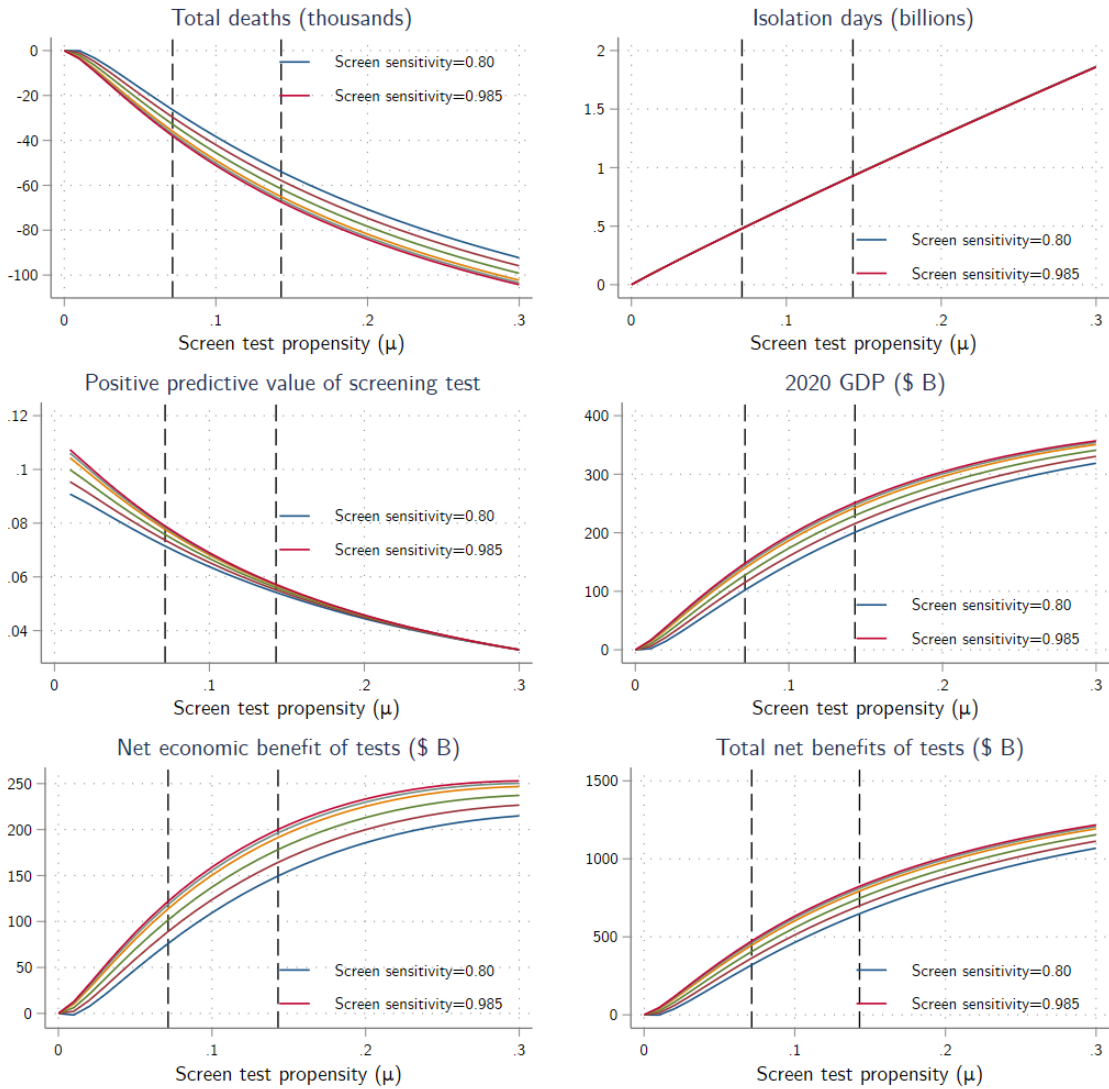 Total deaths (thousands)
0
-20
-40
-60
-80
-100
Screen sensitivity=0.80
Screen sensitivity=0.985
0 .1 .2 .3
Screen test propensity (μ)
Isolation days (billions)
2
1.5
1
.5
0
Screen sensitivity=0.80
Screen sensitivity=0.985
0 .1 .2 .3
Screen test propensity (μ)
Positive predictive value of screening test
.12
.1
.08
.06
.04
Screen sensitivity=0.80
Screen sensitivity=0.985
0 .1 .2 .3
Screen test propensity (μ)
2020 GDP ($ B)
400
300
200
100
0
Screen sensitivity=0.80
Screen sensitivity=0.985
0 .1 .2 .3
Screen test propensity (μ)
Net economic benefit of tests ($ B)
250
200
150
100
50
0
Screen sensitivity=0.80
Screen sensitivity=0.985
0 .1 .2 .3
Screen test propensity (μ)
Total net benefits of tests ($ B)
1500
1000
500
0
Screen sensitivity=0.80
Screen sensitivity=0.985
0 .1 .2 .3
Screen test propensity (μ)